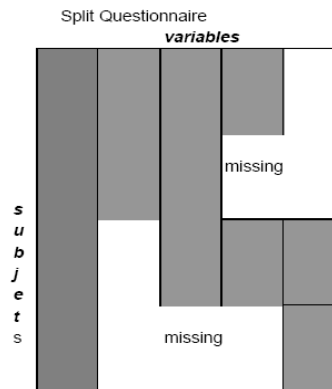 Split Questionnaire
variables
missing
s
u
b
j
e
t
s
missing